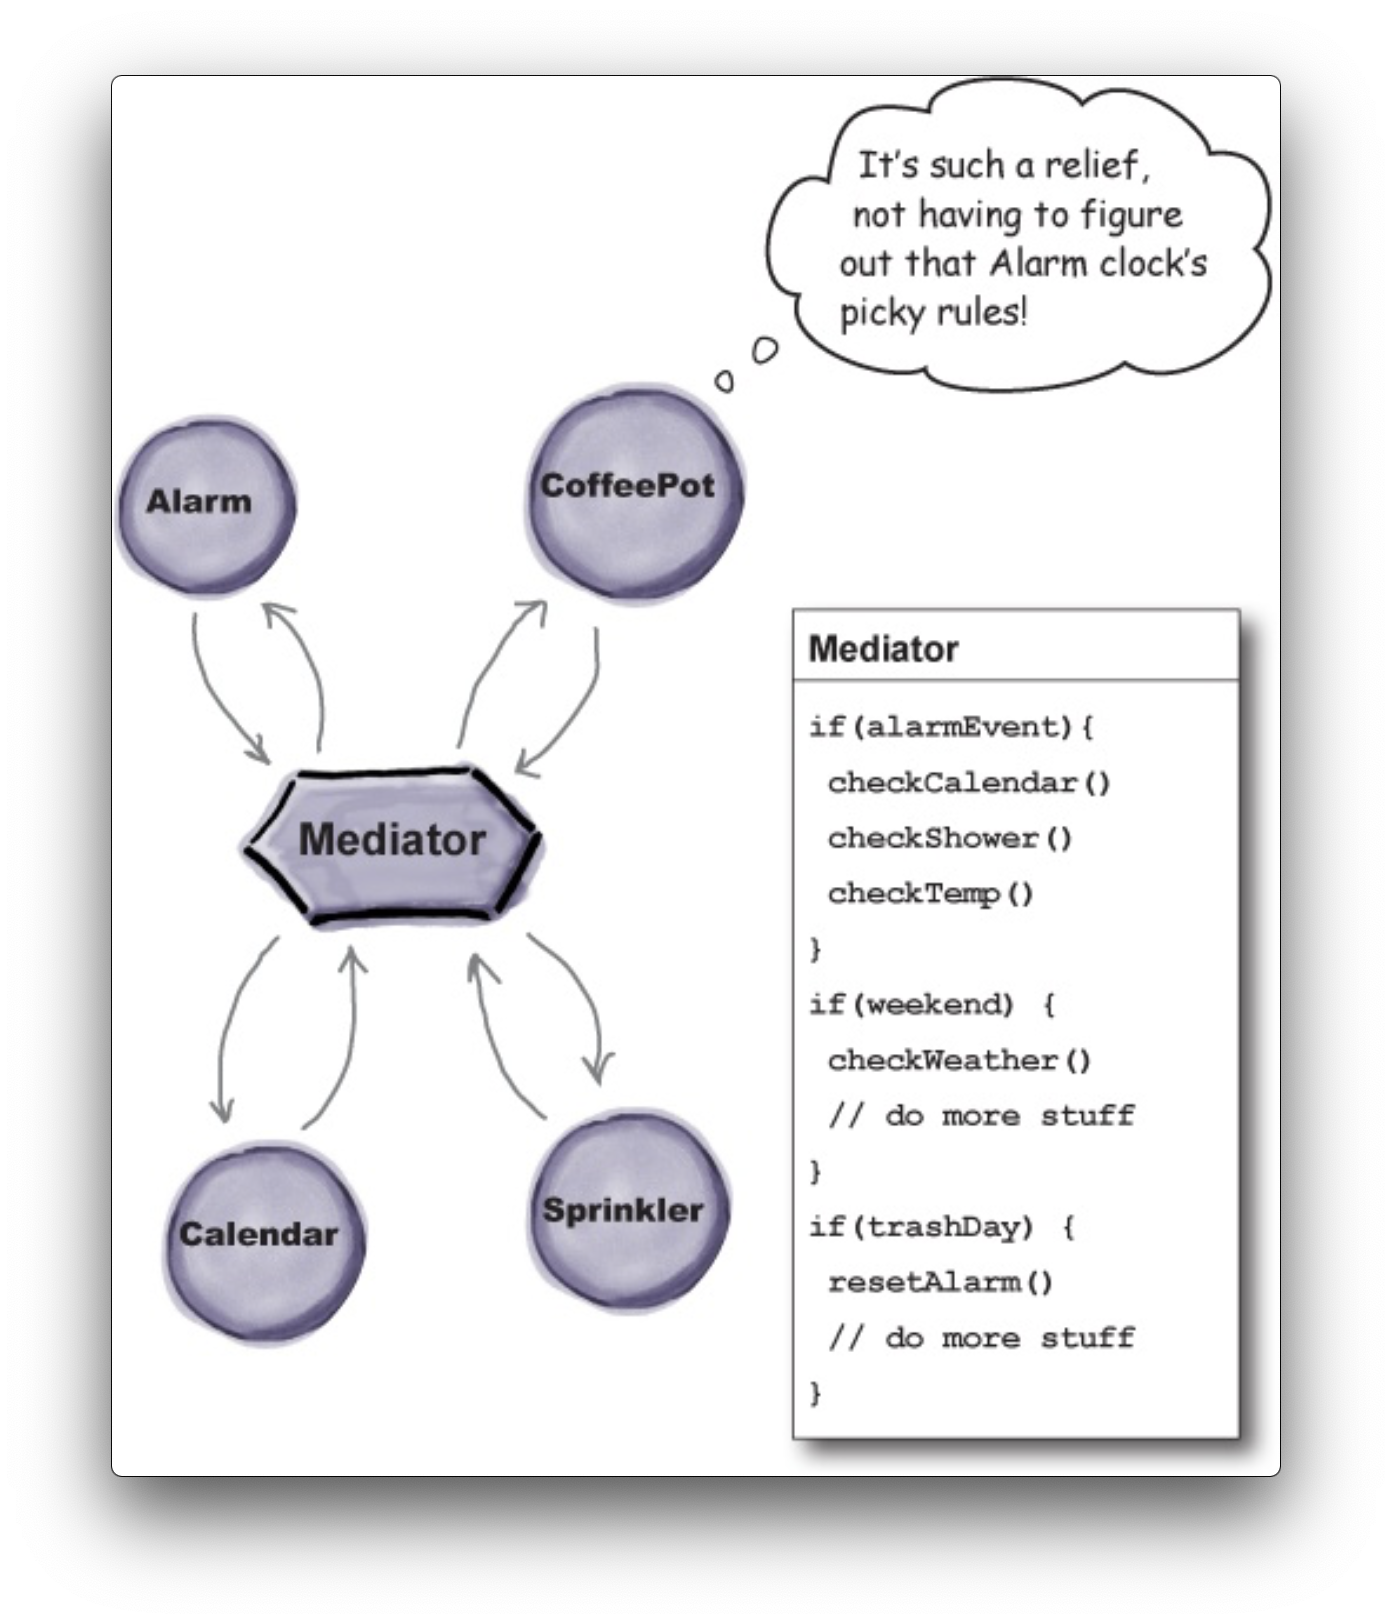 It's such a relief,
not having to figure
out that Alarm clock's
picky rules!
Alarm
CoffeePot
Mediator
Calendar
Sprinkler
Mediator
if(alarmEvent){
checkCalendar()
checkShower()
checkTemp()
}
if(weekend) {
checkWeather()
// do more stuff
}
if(trashDay) {
resetAlarm()
// do more stuff
}